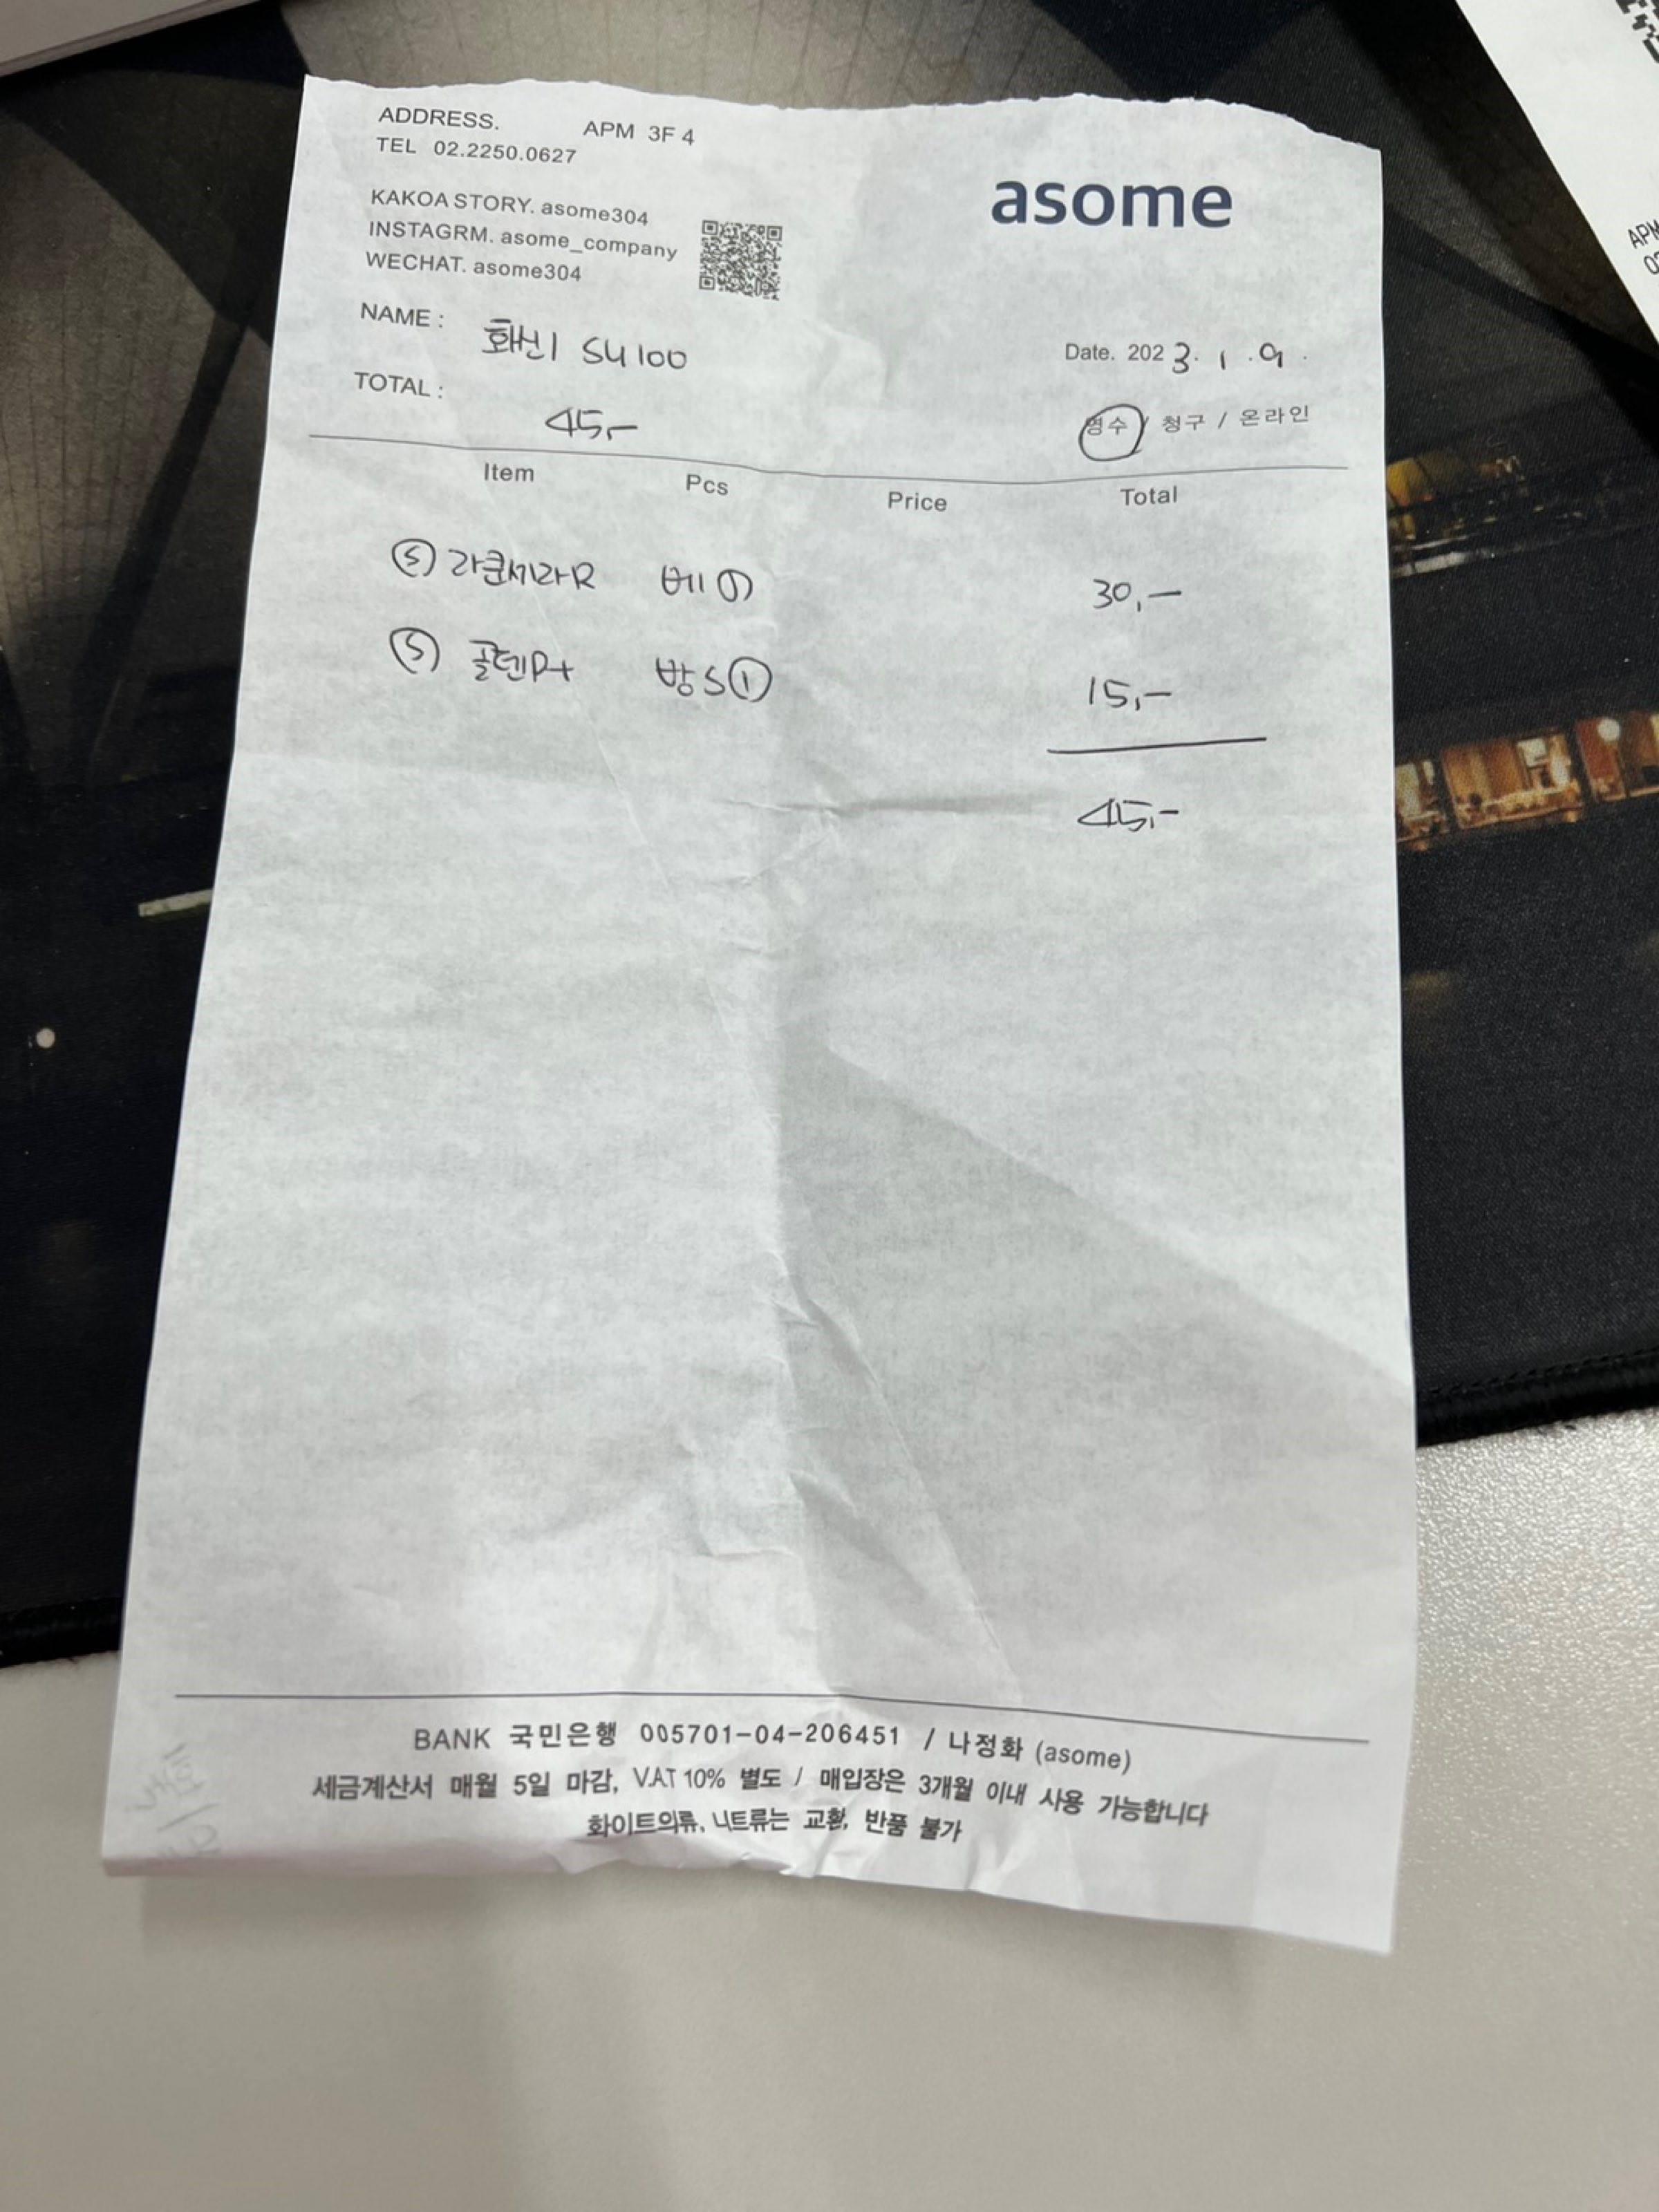 ADDRESS. APM 3F 4
TEL 02.2250.0627
asome
KAKOA STORY. asome304
INSTAGRM. asome_company
WECHAT. asome304
NAME : 홰신 SU100
Date. 2023.1.9.
TOTAL : 45,-
영수 / 청구 / 온라인
Item Pcs Price Total
Ⓢ 라쿤세라R 베① 30,-
Ⓢ 골덴P+ 방S① 15,-
45,-
BANK 국민은행 005701-04-206451 / 나정화 (asome)
세금계산서 매월 5일 마감, V.AT 10% 별도 / 매입장은 3개월 이내 사용 가능합니다
화이트의류, 니트류는 교환, 반품 불가
APM